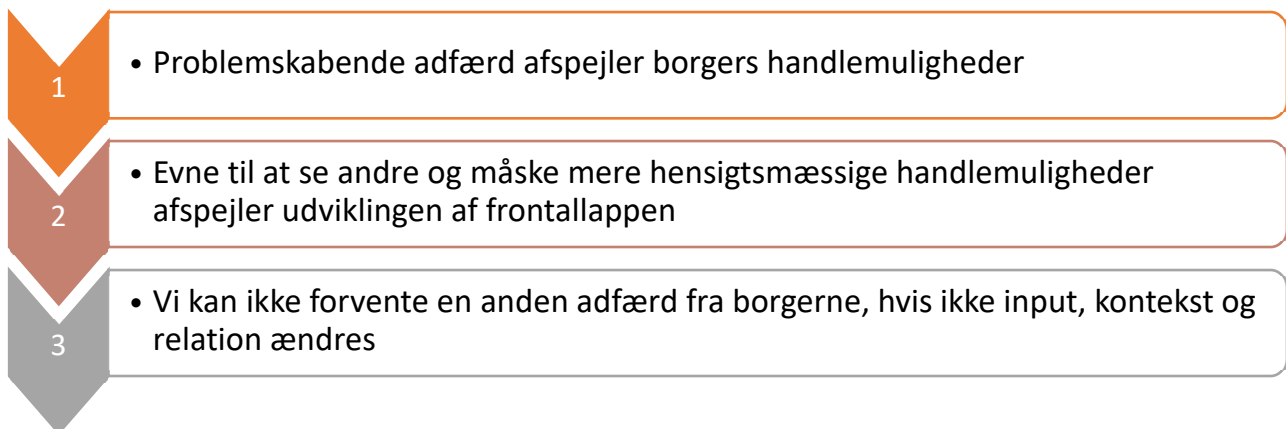 1
• Problemskabende adfærd afspejler borgers handlemuligheder
2
• Evne til at se andre og måske mere hensigtsmæssige handlemuligheder
afspejler udviklingen af frontallappen
3
• Vi kan ikke forvente en anden adfærd fra borgerne, hvis ikke input, kontekst og
relation ændres